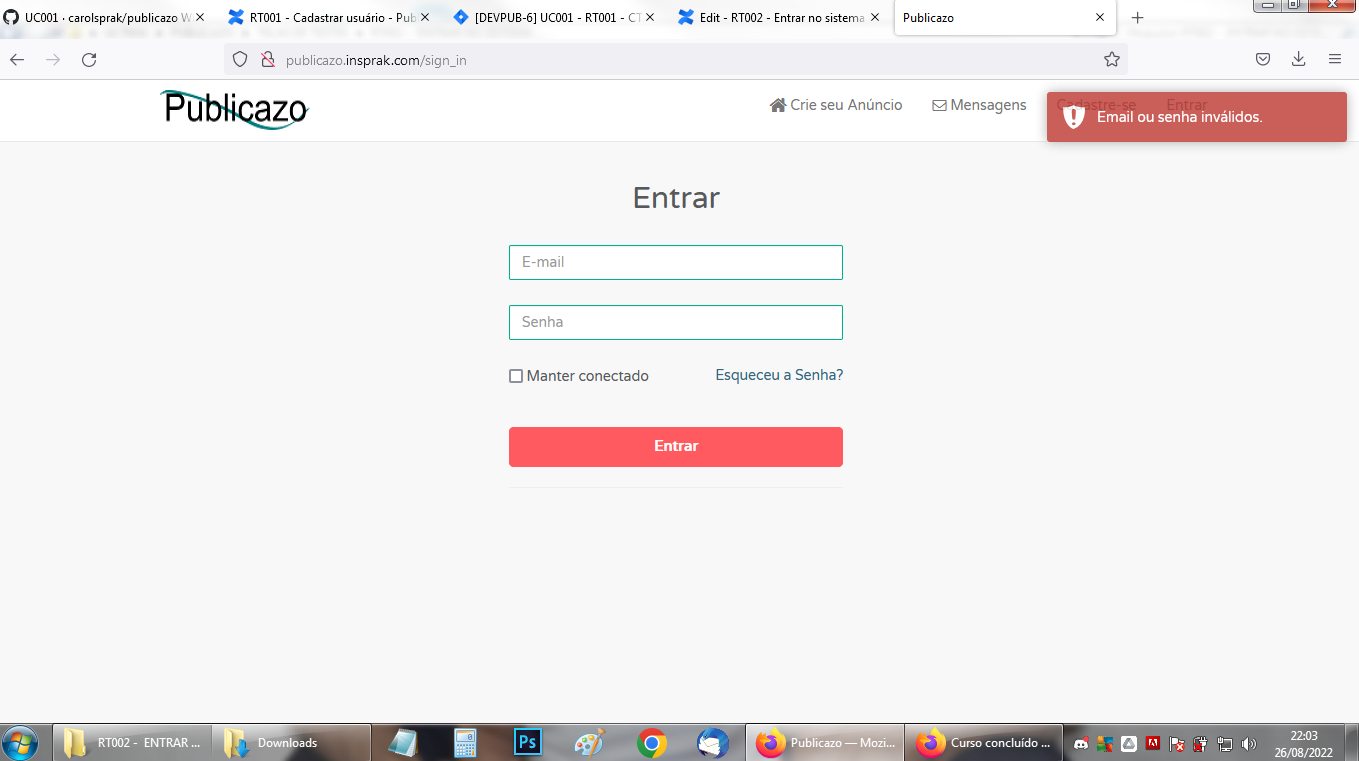 UC001 · carolsprak/publicazo W
RT001 - Cadastrar usuário - Pub
[DEVPUB-6] UC001 - RT001 - CT
Edit - RT002 - Entrar no sistema
Publicazo
publicazo.insprak.com/sign_in
Publicazo
Crie seu Anúncio
Mensagens
Cadastre-se
Entrar
Email ou senha inválidos.
Entrar
E-mail
Senha
Manter conectado
Esqueceu a Senha?
Entrar
RT002 - ENTRAR ...
Downloads
Ps
Publicazo — Mozi...
Curso concluído ...
22:03
26/08/2022